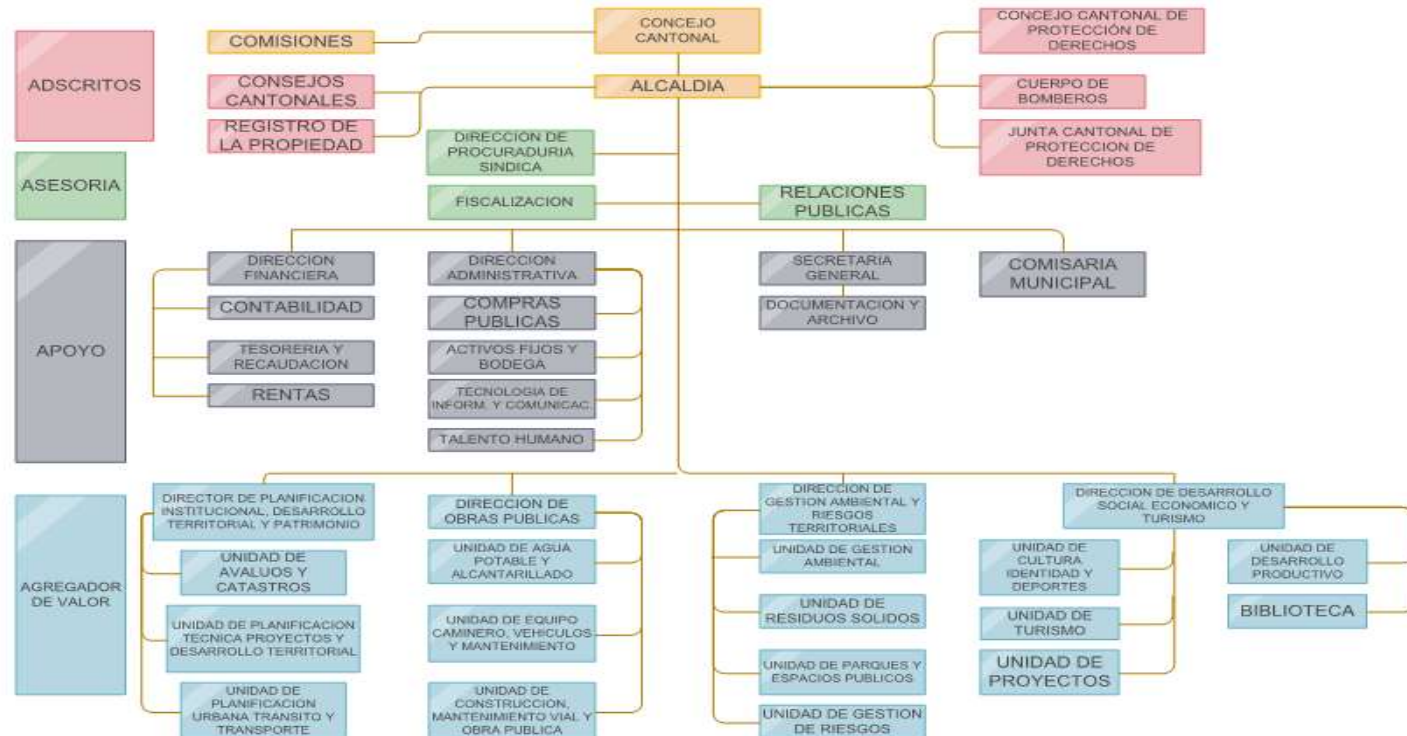 CONCEJO
CANTONAL
COMISIONES
CONCEJO CANTONAL DE
PROTECCIÓN DE
DERECHOS
ADSCRITOS
CONSEJOS
CANTONALES
ALCALDIA
CUERPO DE
BOMBEROS
REGISTRO DE
LA PROPIEDAD
JUNTA CANTONAL DE
PROTECCION DE
DERECHOS
ASESORIA
DIRECCION DE
PROCURADURIA
SINDICA
FISCALIZACION
RELACIONES
PUBLICAS
APOYO
DIRECCION
FINANCIERA
CONTABILIDAD
TESORERIA Y
RECAUDACION
RENTAS
DIRECCION
ADMINISTRATIVA
COMPRAS
PUBLICAS
ACTIVOS FIJOS Y
BODEGA
TECNOLOGIA DE
INFORM. Y COMUNICAC.
TALENTO HUMANO
SECRETARIA
GENERAL
DOCUMENTACION Y
ARCHIVO
COMISARIA
MUNICIPAL
AGREGADOR
DE VALOR
DIRECTOR DE PLANIFICACION
INSTITUCIONAL, DESARROLLO
TERRITORIAL Y PATRIMONIO
UNIDAD DE
AVALUOS Y
CATASTROS
UNIDAD DE PLANIFICACION
TECNICA PROYECTOS Y
DESARROLLO TERRITORIAL
UNIDAD DE
PLANIFICACION
URBANA TRANSITO Y
TRANSPORTE
DIRECCION DE
OBRAS PUBLICAS
UNIDAD DE AGUA
POTABLE Y
ALCANTARILLADO
UNIDAD DE EQUIPO
CAMINERO, VEHICULOS
Y MANTENIMIENTO
UNIDAD DE
CONSTRUCCION,
MANTENIMIENTO VIAL Y
OBRA PUBLICA
DIRECCION DE
GESTION AMBIENTAL Y
RIESGOS
TERRITORIALES
UNIDAD DE GESTION
AMBIENTAL
UNIDAD DE
RESIDUOS SOLIDOS
UNIDAD DE PARQUES Y
ESPACIOS PUBLICOS
UNIDAD DE GESTION
DE RIESGOS
DIRECCION DE DESARROLLO
SOCIAL ECONOMICO Y
TURISMO
UNIDAD DE
CULTURA
IDENTIDAD Y
DEPORTES
UNIDAD DE
TURISMO
UNIDAD DE
PROYECTOS
UNIDAD DE
DESARROLLO
PRODUCTIVO
BIBLIOTECA